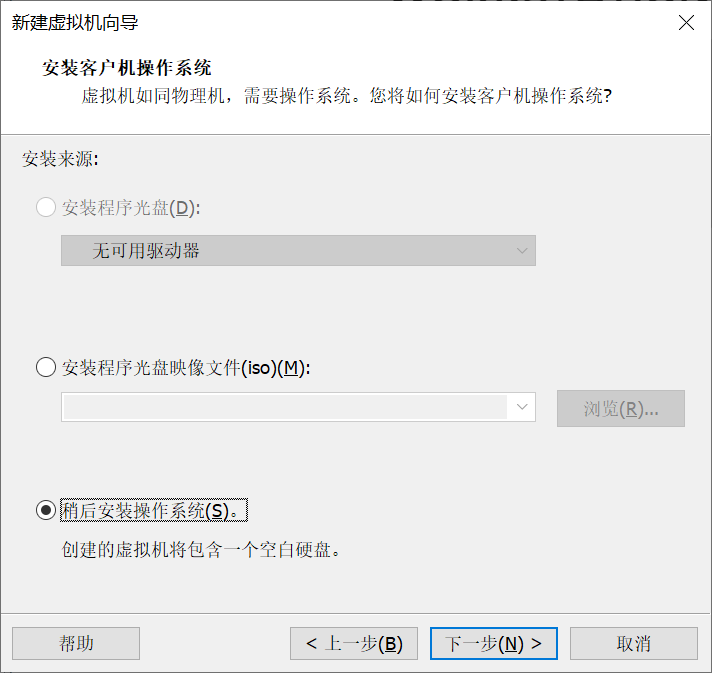 新建虚拟机向导
安装客户机操作系统
虚拟机如同物理机，需要操作系统。您将如何安装客户机操作系统?
安装来源:
安装程序光盘(D):
无可用驱动器
安装程序光盘映像文件(iso)(M):
浏览(R)...
稍后安装操作系统(S)。
创建的虚拟机将包含一个空白硬盘。
帮助
< 上一步(B)
下一步(N) >
取消